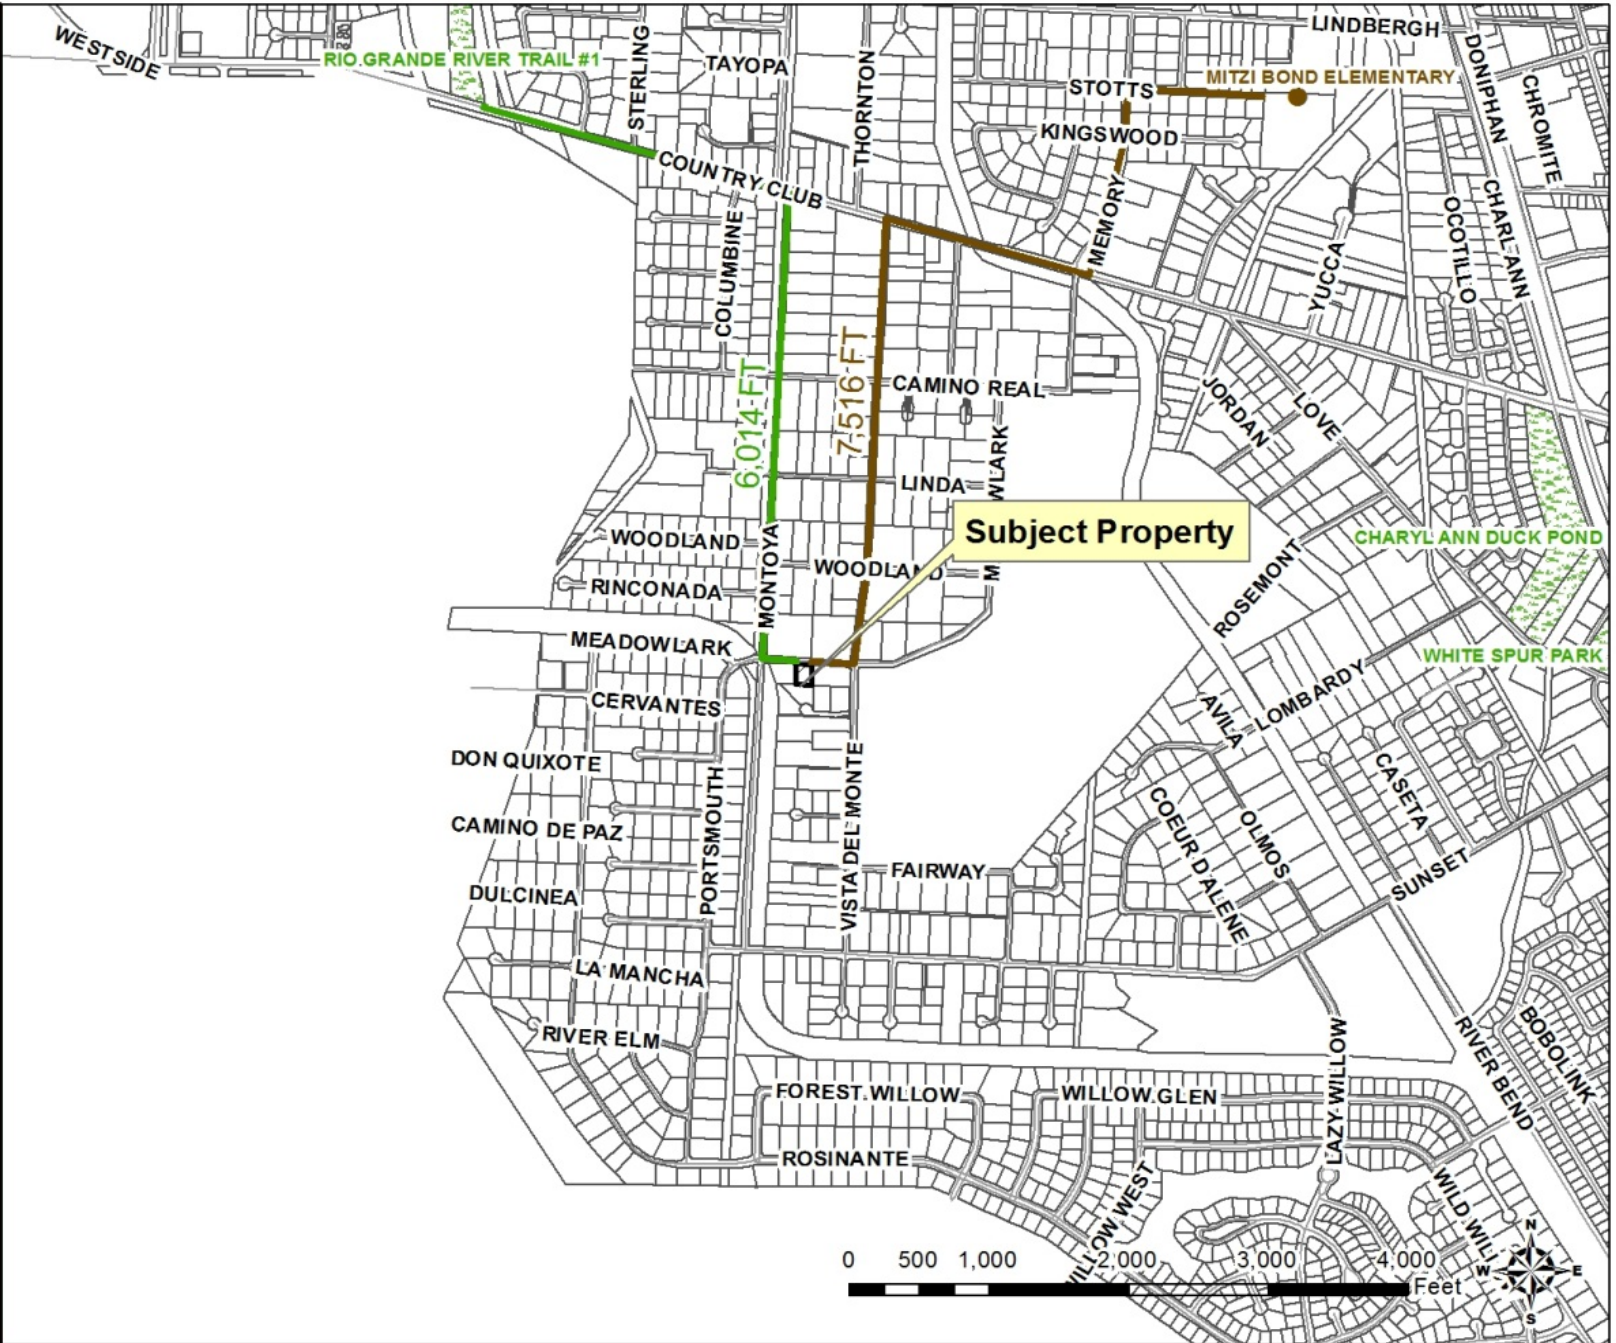 LINDBERGH
WESTSIDE
RIO GRANDE RIVER TRAIL #1
STERLING
TAYOPA
THORNTON
STOTTS
MITZI BOND ELEMENTARY
DONIPHAN
CHROMITE
KINGSWOOD
COUNTRY CLUB
MEMORY
COLUMBINE
YUCCA
OCOTILLO
CHARL ANN
6,014 FT
7,516 FT
CAMINO REAL
JORDAN
LOVE
LINDA
WLARK
M
Subject Property
WOODLAND
MONTOYA
WOODLAND
CHARYL ANN DUCK POND
RINCONADA
ROSEMONT
MEADOWLARK
WHITE SPUR PARK
CERVANTES
AVILA
LOMBARDY
DON QUIXOTE
PORTSMOUTH
VISTA DEL MONTE
CASETA
CAMINO DE PAZ
COEUR D ALENE
OLMOS
FAIRWAY
SUNSET
DULCINEA
LA MANCHA
RIVER ELM
LAZY WILLOW
RIVER BEND
BOBOLINK
FOREST WILLOW
WILLOW GLEN
ROSINANTE
WILLOW WEST
WILD WILL
N
W
E
S
0 500 1,000 2,000 3,000 4,000
Feet